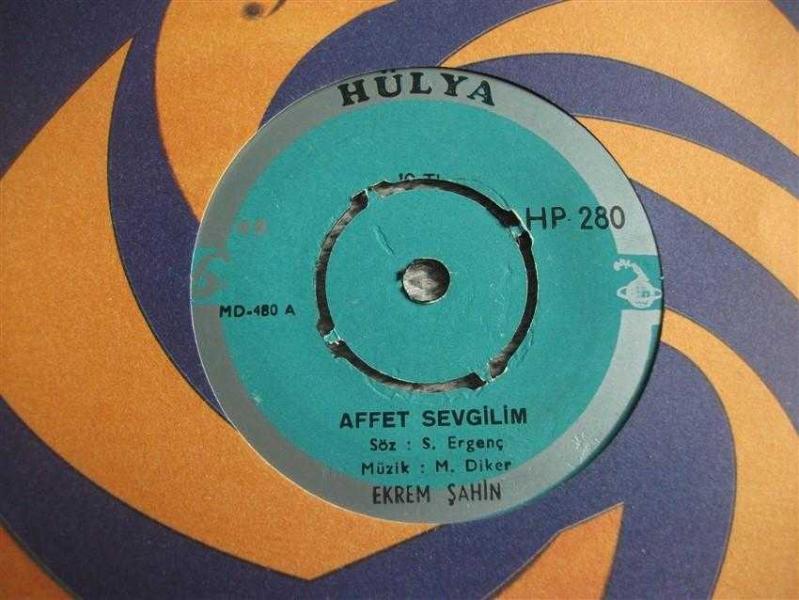 HÜLYA
HP 280
MD-480 A
AFFET SEVGİLİM
Söz : S. Ergenç
Müzik : M. Diker
EKREM ŞAHİN